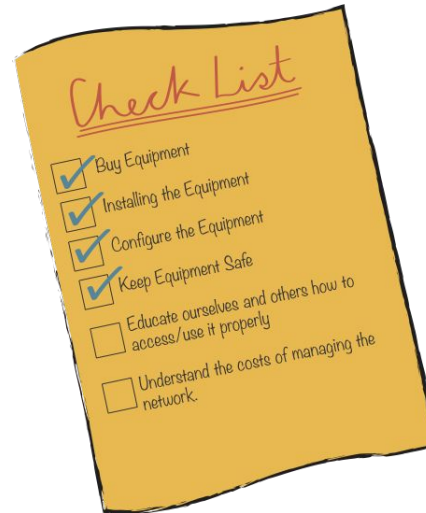 Check List
Buy Equipment
Installing the Equipment
Configure the Equipment
Keep Equipment Safe
Educate ourselves and others how to
access/use it properly
Understand the costs of managing the
network.